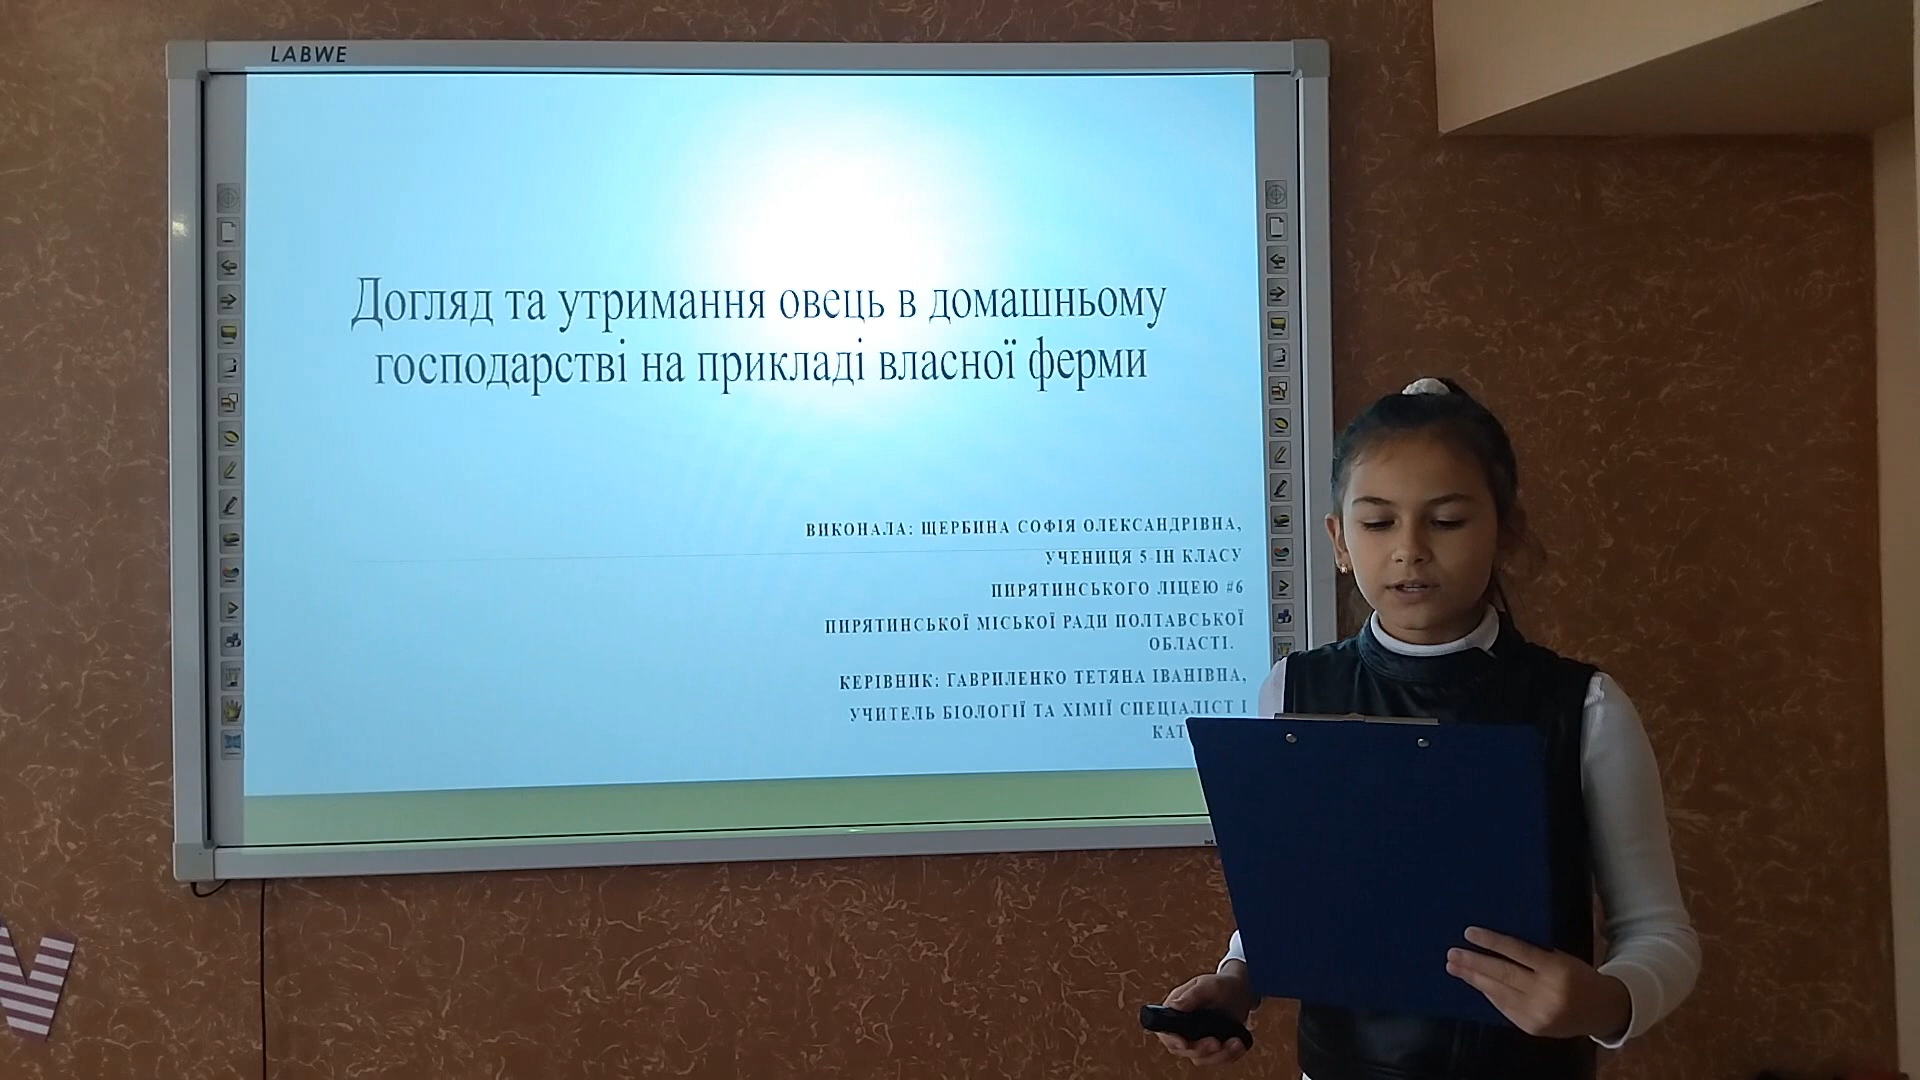 LABWE
Догляд та утримання овець в домашньому
господарстві на прикладі власної ферми
ВИКОНАЛА: ЩЕРБИНА СОФІЯ ОЛЕКСАНДРІВНА,
УЧЕНИЦЯ 5-ІН КЛАСУ
ПИРЯТИНСЬКОГО ЛІЦЕЮ #6
ПИРЯТИНСЬКОЇ МІСЬКОЇ РАДИ ПОЛТАВСЬКОЇ
ОБЛАСТІ.
КЕРІВНИК: ГАВРИЛЕНКО ТЕТЯНА ІВАНІВНА,
УЧИТЕЛЬ БІОЛОГІЇ ТА ХІМІЇ СПЕЦІАЛІСТ І